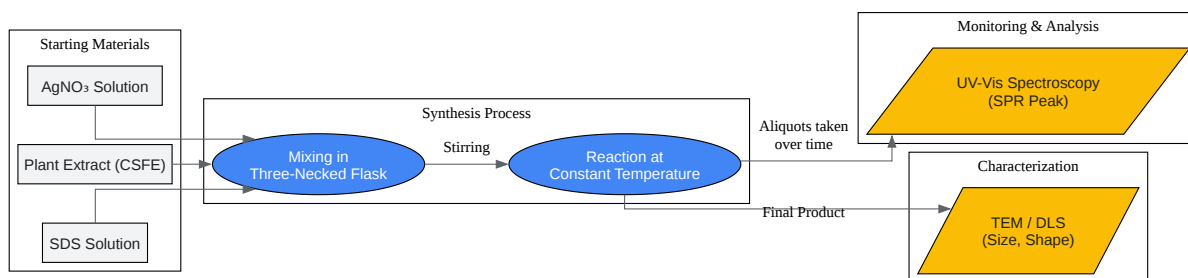 Starting Materials
AgNO₃ Solution
Plant Extract (CSFE)
SDS Solution
Synthesis Process
Mixing in
Three-Necked Flask
Stirring
Reaction at
Constant Temperature
Aliquots taken
over time
Final Product
Monitoring & Analysis
UV-Vis Spectroscopy
(SPR Peak)
Characterization
TEM / DLS
(Size, Shape)